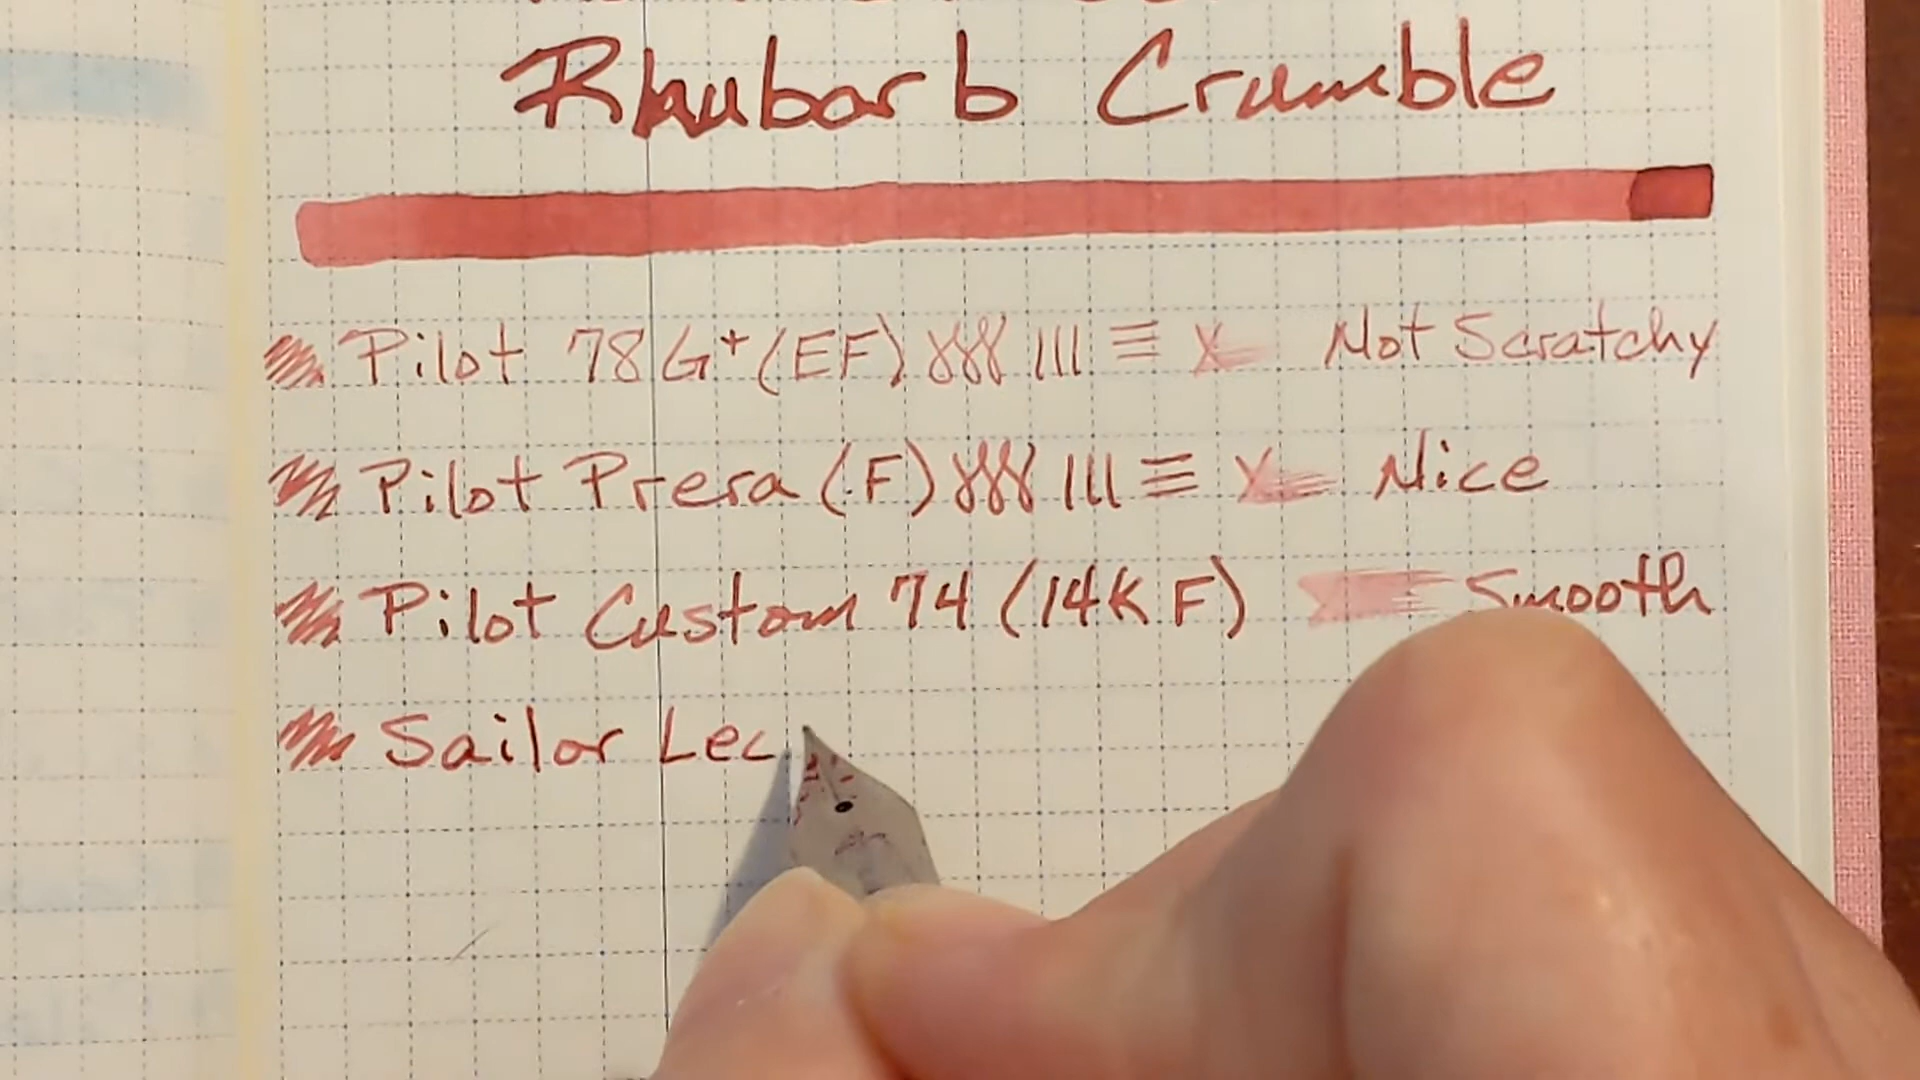 Rhubarb Crumble
Pilot 78G+ (EF) Not Scratchy
Pilot Prera (F) Nice
Pilot Custom 74 (14K F) Smooth
Sailor Lec